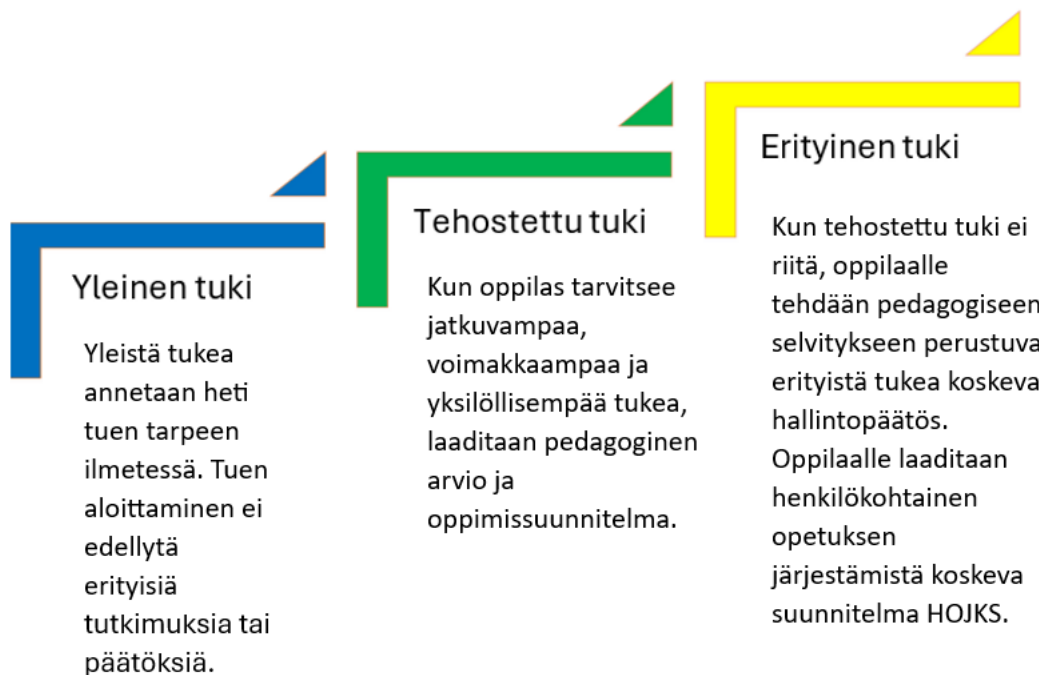 Yleinen tuki
Yleistä tukea
annetaan heti
tuen tarpeen
ilmetessä. Tuen
aloittaminen ei
edellytä
erityisiä
tutkimuksia tai
päätöksiä.
Tehostettu tuki
Kun oppilas tarvitsee
jatkuvampaa,
voimakkaampaa ja
yksilöllisempää tukea,
laaditaan pedagoginen
arvio ja
oppimissuunnitelma.
Erityinen tuki
Kun tehostettu tuki ei
riitä, oppilaalle
tehdään pedagogiseen
selvitykseen perustuva
erityistä tukea koskeva
hallintopäätös.
Oppilaalle laaditaan
henkilökohtainen
opetuksen
järjestämistä koskeva
suunnitelma HOJKS.